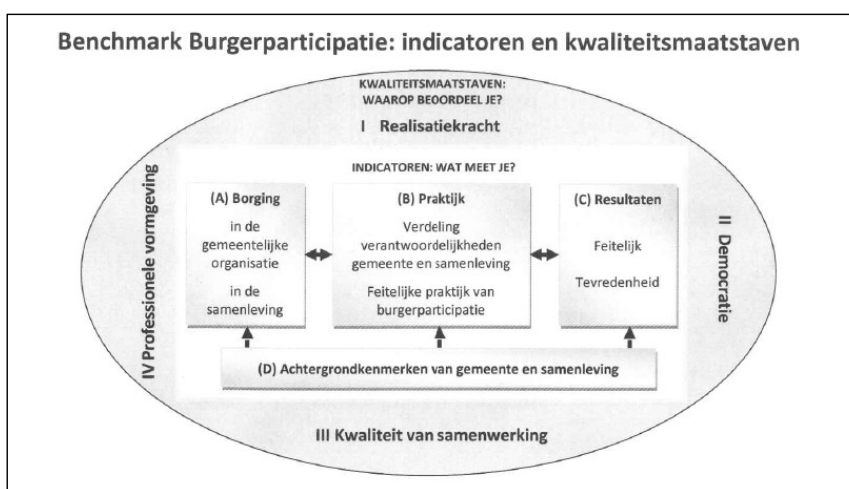 Benchmark Burgerparticipatie: indicatoren en kwaliteitsmaatstaven
KWALITEITSMAATSTAVEN:
WAAROP BEOORDEEL JE?
I Realisatiekracht
INDICATOREN: WAT MEET JE?
(A) Borging
in de
gemeentelijke
organisatie
in de
samenleving
(B) Praktijk
Verdeling
verantwoordelijkheden
gemeente en samenleving
Feitelijke praktijk van
burgerparticipatie
(C) Resultaten
Feitelijk
Tevredenheid
(D) Achtergrondkenmerken van gemeente en samenleving
II Democratie
III Kwaliteit van samenwerking
IV Professionele vormgeving